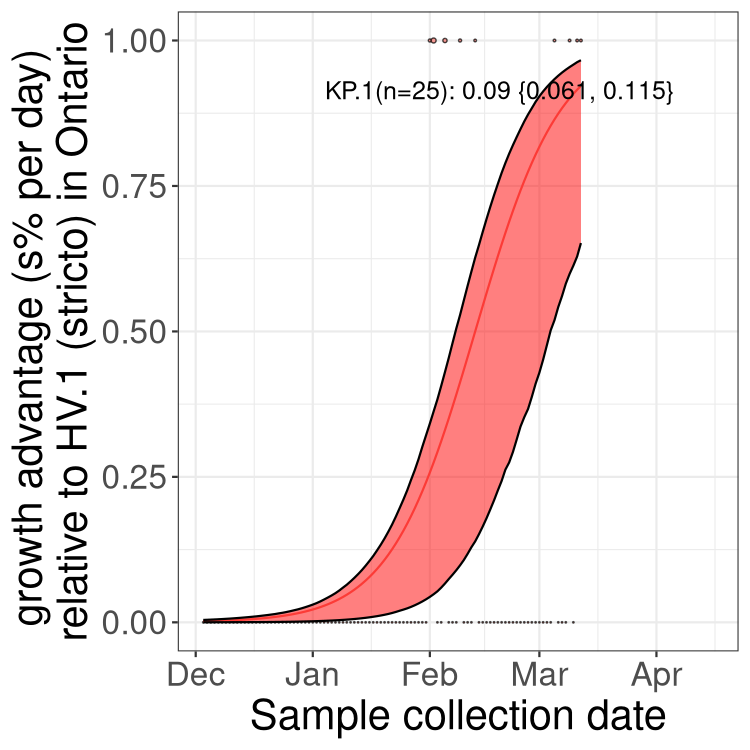 growth advantage (s% per day)
relative to HV.1 (stricto) in Ontario
1.00
0.75
0.50
0.25
0.00
KP.1(n=25): 0.09 {0.061, 0.115}
Dec Jan Feb Mar Apr
Sample collection date